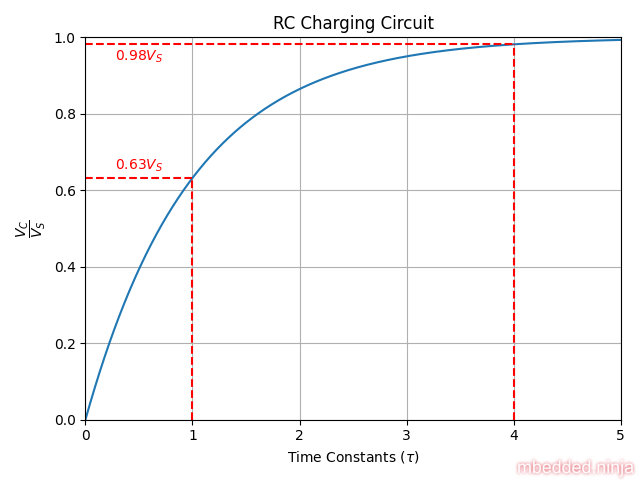 RC Charging Circuit
1.0
0.98V_S
0.8
0.63V_S
0.6
V_C/V_S
0.4
0.2
0.0
0 1 2 3 4 5
Time Constants (τ)
mbedded.ninja